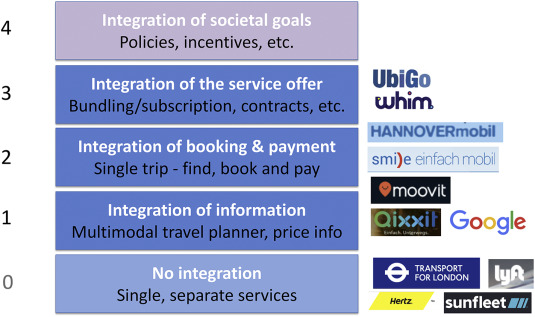 4
Integration of societal goals
Policies, incentives, etc.
3
Integration of the service offer
Bundling/subscription, contracts, etc.
UbiGo
whim
2
Integration of booking & payment
Single trip - find, book and pay
HANNOVERmobil
smile einfach mobil
1
Integration of information
Multimodal travel planner, price info
moovit
Qixxit
Einfach. Unterwegs.
Google
0
No integration
Single, separate services
TRANSPORT
FOR LONDON
lyft
Hertz
sunfleet